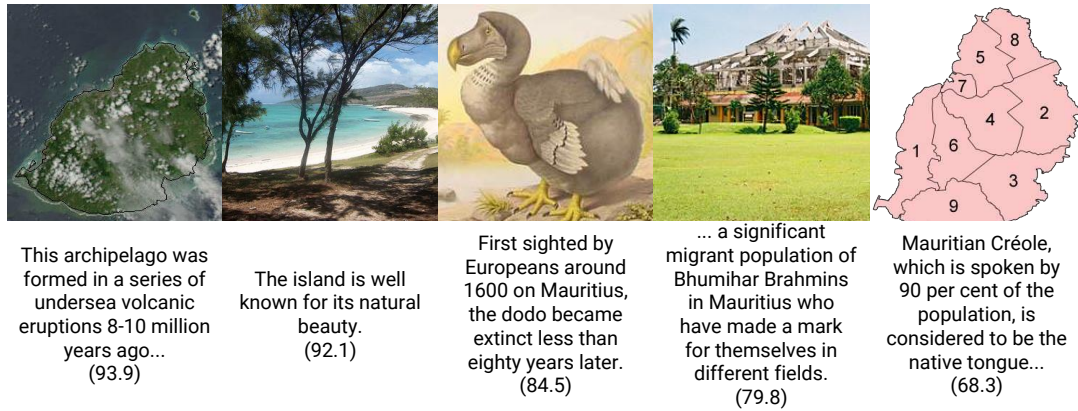 This archipelago was
formed in a series of
undersea volcanic
eruptions 8-10 million
years ago...
(93.9)
The island is well
known for its natural
beauty.
(92.1)
First sighted by
Europeans around
1600 on Mauritius,
the dodo became
extinct less than
eighty years later.
(84.5)
... a significant
migrant population of
Bhumihar Brahmins
in Mauritius who
have made a mark
for themselves in
different fields.
(79.8)
5
8
7
4
2
1
6
3
9
Mauritian Créole,
which is spoken by
90 per cent of the
population, is
considered to be the
native tongue...
(68.3)